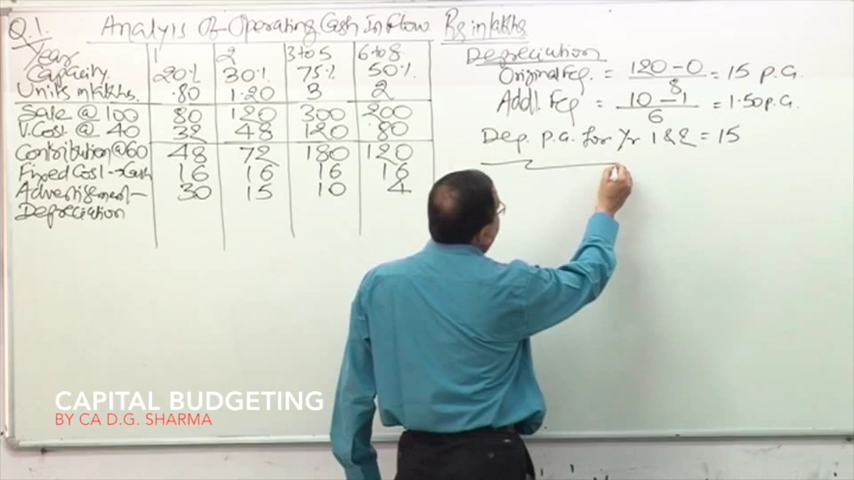 Q.1. Analysis Of Operating Cash Inflow Rs in lakhs
Year 1 2 3 to 5 6 to 8
Capacity 20% 30% 75% 50%
Units in lakhs .80 1.20 3 2
Sale @ 100 80 120 300 200
V.Cost @ 40 32 48 120 80
Contribution @ 60 48 72 180 120
Fixed Cost → Cash 16 16 16 16
Advertisement 30 15 10 4
Depreciation
Depreciation
Original Eq. = 120 - 0 / 8 = 15 p.a.
Addl. Eq = 10 - 1 / 6 = 1.50 p.a.
Dep. p.a. for Yr 1 & 2 = 15
CAPITAL BUDGETING
BY CA D.G. SHARMA